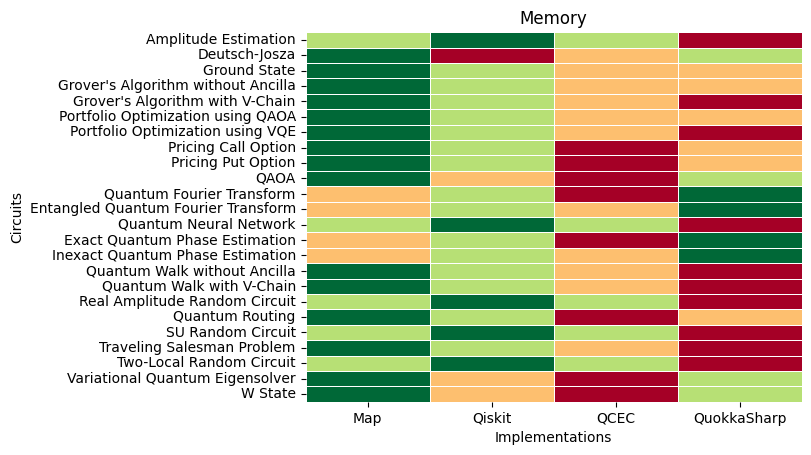 Memory
Amplitude Estimation
Deutsch-Josza
Ground State
Grover's Algorithm without Ancilla
Grover's Algorithm with V-Chain
Portfolio Optimization using QAOA
Portfolio Optimization using VQE
Pricing Call Option
Pricing Put Option
QAOA
Quantum Fourier Transform
Entangled Quantum Fourier Transform
Quantum Neural Network
Exact Quantum Phase Estimation
Inexact Quantum Phase Estimation
Quantum Walk without Ancilla
Quantum Walk with V-Chain
Real Amplitude Random Circuit
Quantum Routing
SU Random Circuit
Traveling Salesman Problem
Two-Local Random Circuit
Variational Quantum Eigensolver
W State
Circuits
Map Qiskit QCEC QuokkaSharp
Implementations